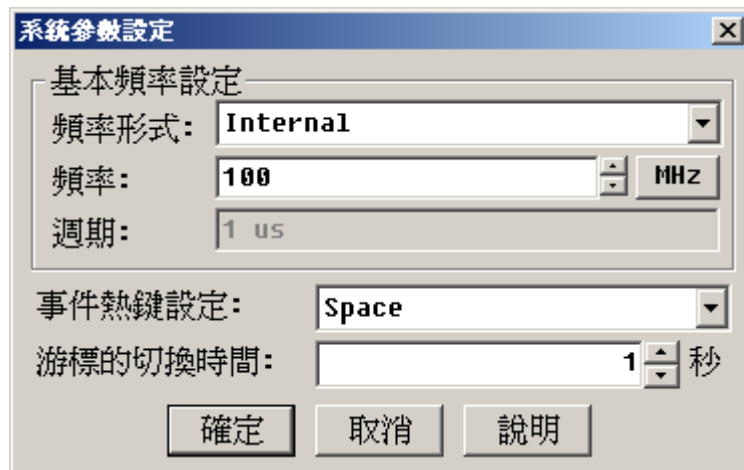 系統參數設定
基本頻率設定
頻率形式: Internal
頻率: 100 MHz
週期: 1 us
事件熱鍵設定: Space
游標的切換時間: 1 秒
確定 取消 說明